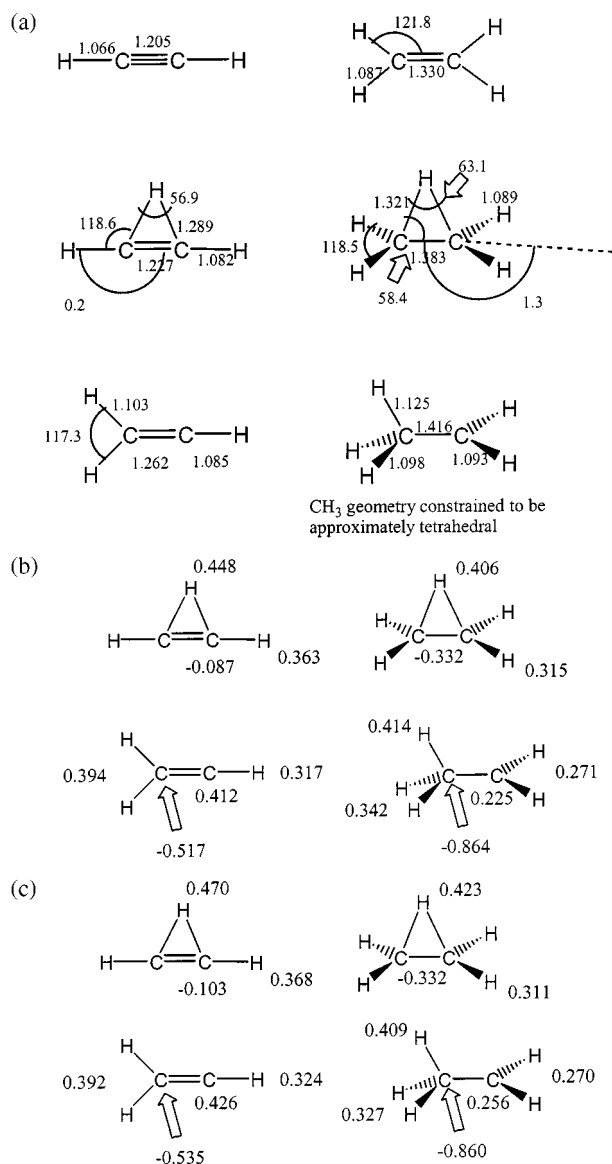 (a)
1.066 1.205
H C C H
H 121.8 H
1.087 C C
1.330
H H
H
56.9
118.6 1.289
H C C H
1.227 1.082
0.2
H 63.1
1.321 1.089
H H
118.5 C C
H 1.383 H
58.4 1.3
H 1.103
117.3 C C H
H 1.262 1.085
H
1.125
1.416 H
H C C
H 1.098 1.093 H
CH3 geometry constrained to be
approximately tetrahedral
(b)
0.448
H
H C C H
-0.087 0.363
0.406
H
H H
C C
H -0.332 H
0.315
H
0.394 C C H 0.317
H 0.412
-0.517
0.414
H
H 0.271
H C C
0.342 H 0.225 H
-0.864
(c)
0.470
H
H C C H
-0.103 0.368
0.423
H
H H
C C
H -0.332 H
0.311
H
0.392 C C H 0.324
H 0.426
-0.535
0.409
H
H 0.270
H C C
0.327 H 0.256 H
-0.860